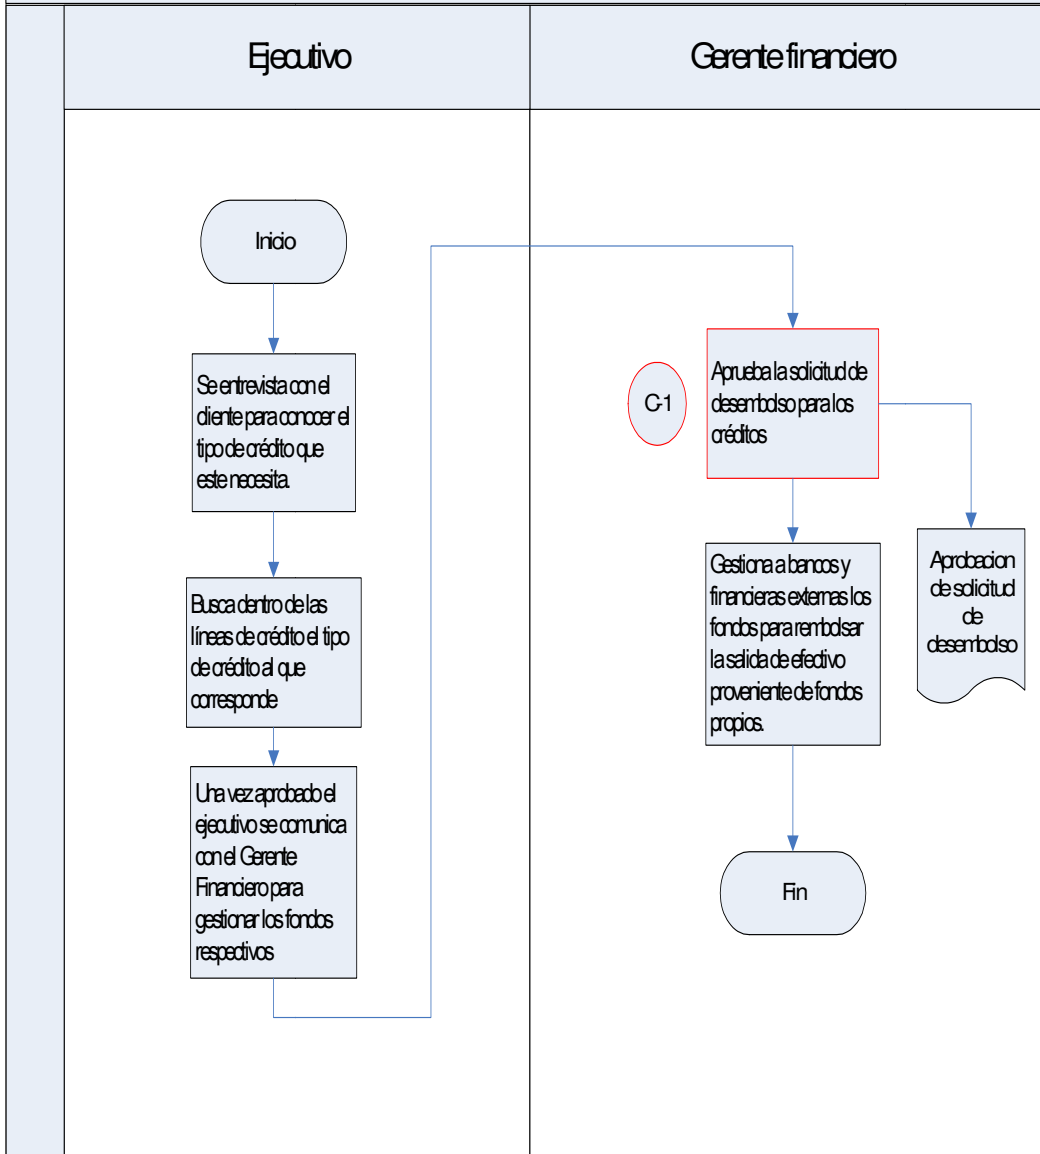 Ejecutivo
Gerente financiero
Inicio
Se entrevista con el
cliente para conocer el
tipo de crédito que
este necesita.
Busca dentro de las
líneas de crédito el tipo
de crédito al que
corresponde
Una vez aprobado el
ejecutivo se comunica
con el Gerente
Financiero para
gestionar los fondos
respectivos
C-1
Aprueba la solicitud de
desembolso para los
créditos
Aprobacion
de solicitud
de
desembolso
Gestiona a bancos y
financieras externas los
fondos para rembolsar
la salida de efectivo
proveniente de fondos
propios.
Fin